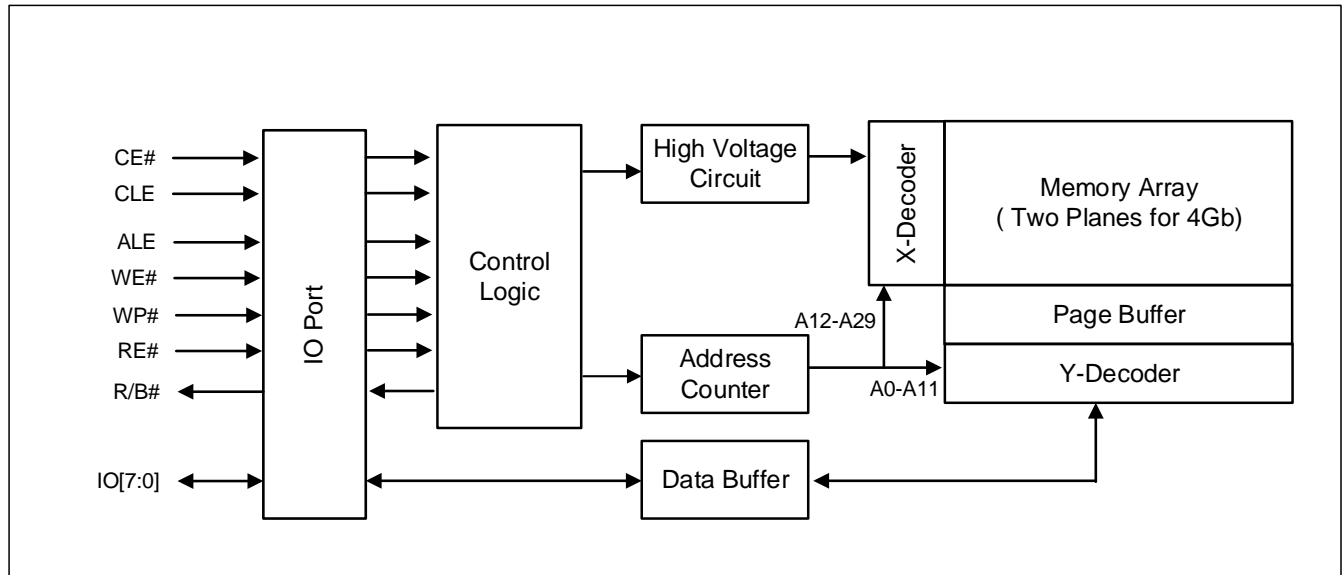 CE#
CLE
ALE
WE#
WP#
RE#
R/B#
IO[7:0]
IO Port
Control
Logic
High Voltage
Circuit
Address
Counter
Data Buffer
X-Decoder
A12-A29
A0-A11
Memory Array
( Two Planes for 4Gb)
Page Buffer
Y-Decoder